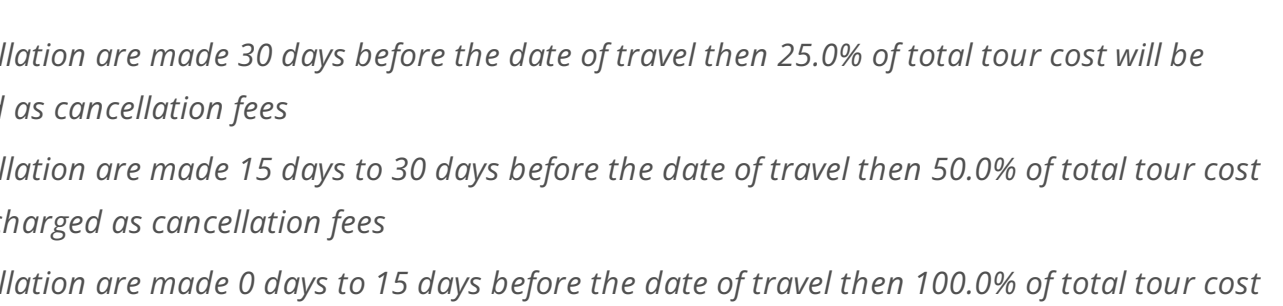 llation are made 30 days before the date of travel then 25.0% of total tour cost will be
as cancellation fees
llation are made 15 days to 30 days before the date of travel then 50.0% of total tour cost
charged as cancellation fees
llation are made 0 days to 15 days before the date of travel then 100.0% of total tour cost